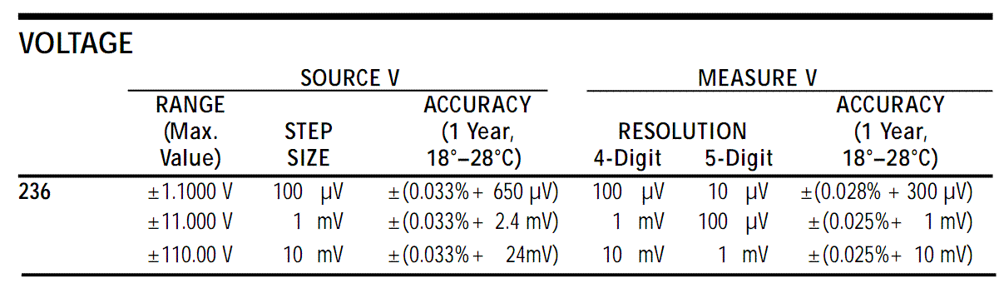 VOLTAGE
SOURCE V MEASURE V
RANGE ACCURACY ACCURACY
(Max. STEP (1 Year, RESOLUTION (1 Year,
Value) SIZE 18°–28°C) 4-Digit 5-Digit 18°–28°C)
236 ±1.1000 V 100 µV ±(0.033%+ 650 µV) 100 µV 10 µV ±(0.028% + 300 µV)
±11.000 V 1 mV ±(0.033%+ 2.4 mV) 1 mV 100 µV ±(0.025%+ 1 mV)
±110.00 V 10 mV ±(0.033%+ 24mV) 10 mV 1 mV ±(0.025%+ 10 mV)